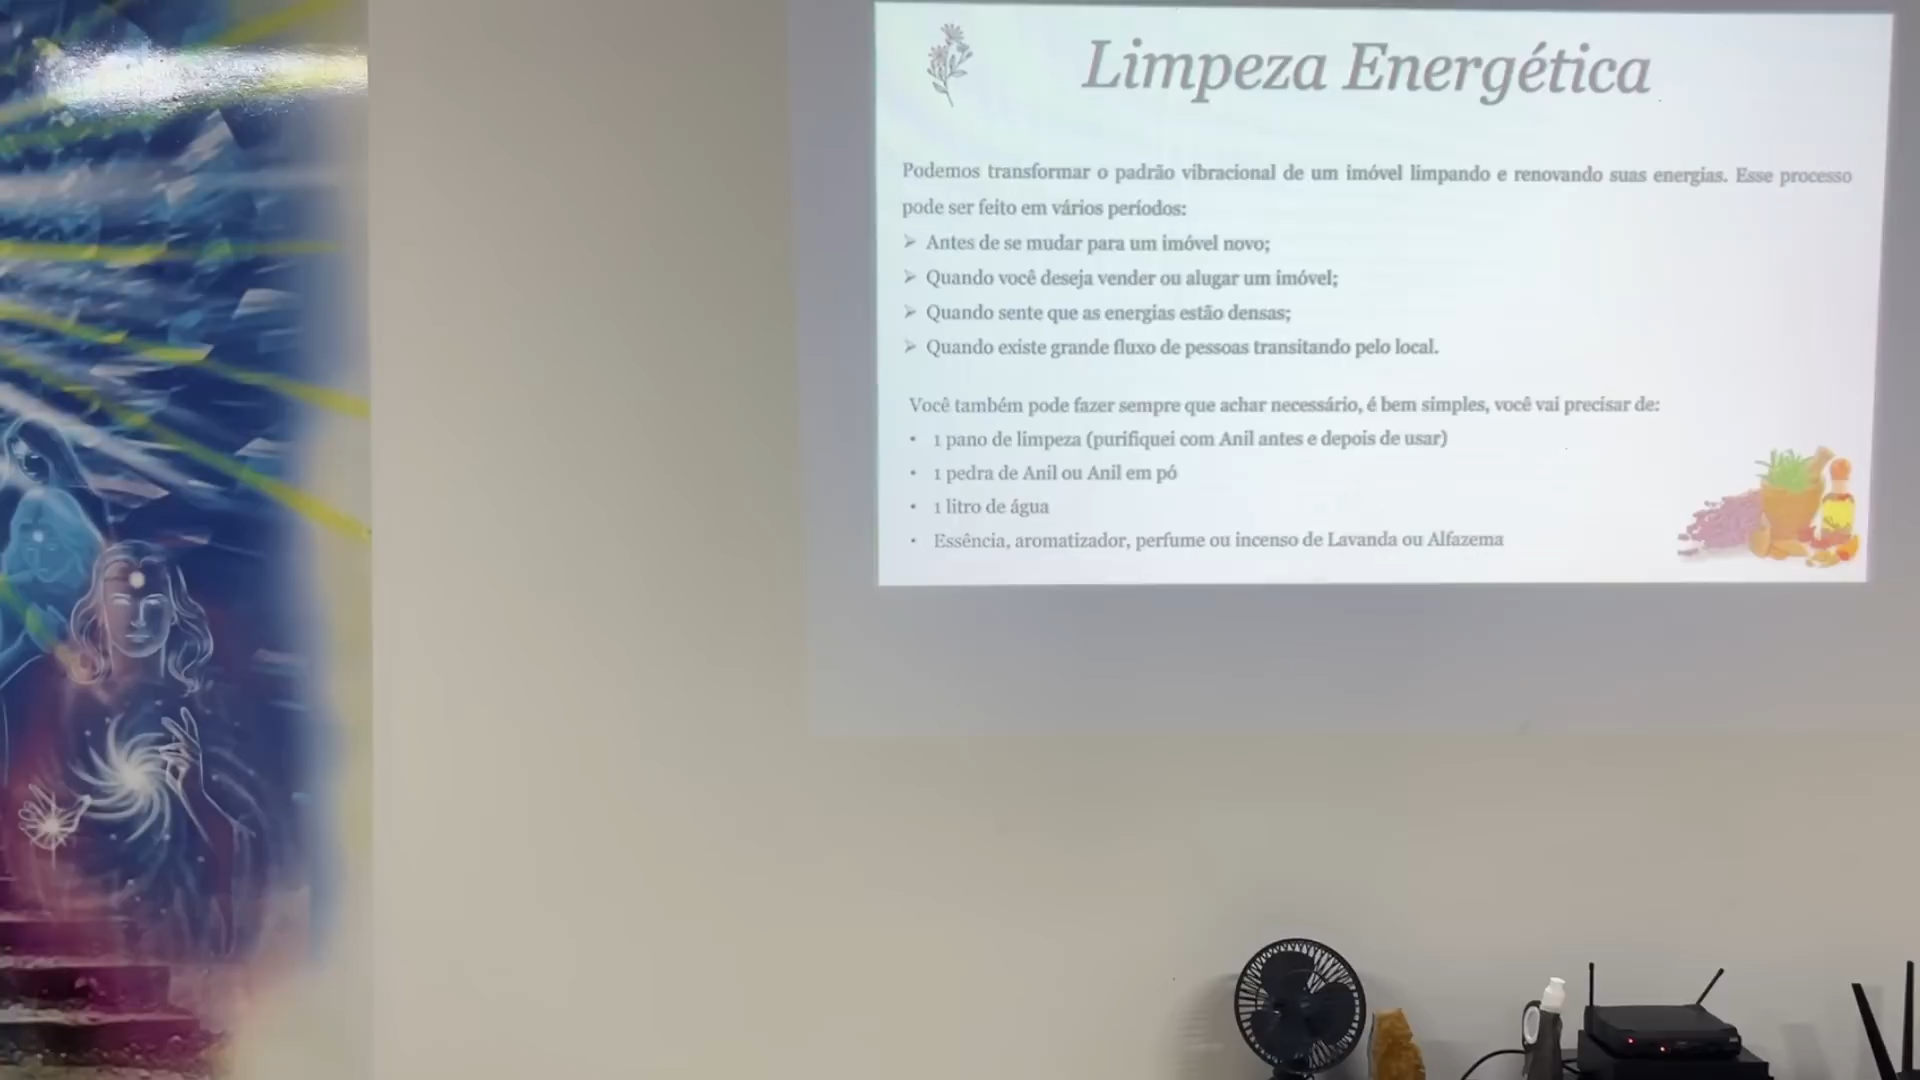 Limpeza Energética
Podemos transformar o padrão vibracional de um imóvel limpando e renovando suas energias. Esse processo
pode ser feito em vários períodos:
➢ Antes de se mudar para um imóvel novo;
➢ Quando você deseja vender ou alugar um imóvel;
➢ Quando sente que as energias estão densas;
➢ Quando existe grande fluxo de pessoas transitando pelo local.
Você também pode fazer sempre que achar necessário, é bem simples, você vai precisar de:
• 1 pano de limpeza (purifiquei com Anil antes e depois de usar)
• 1 pedra de Anil ou Anil em pó
• 1 litro de água
• Essência, aromatizador, perfume ou incenso de Lavanda ou Alfazema